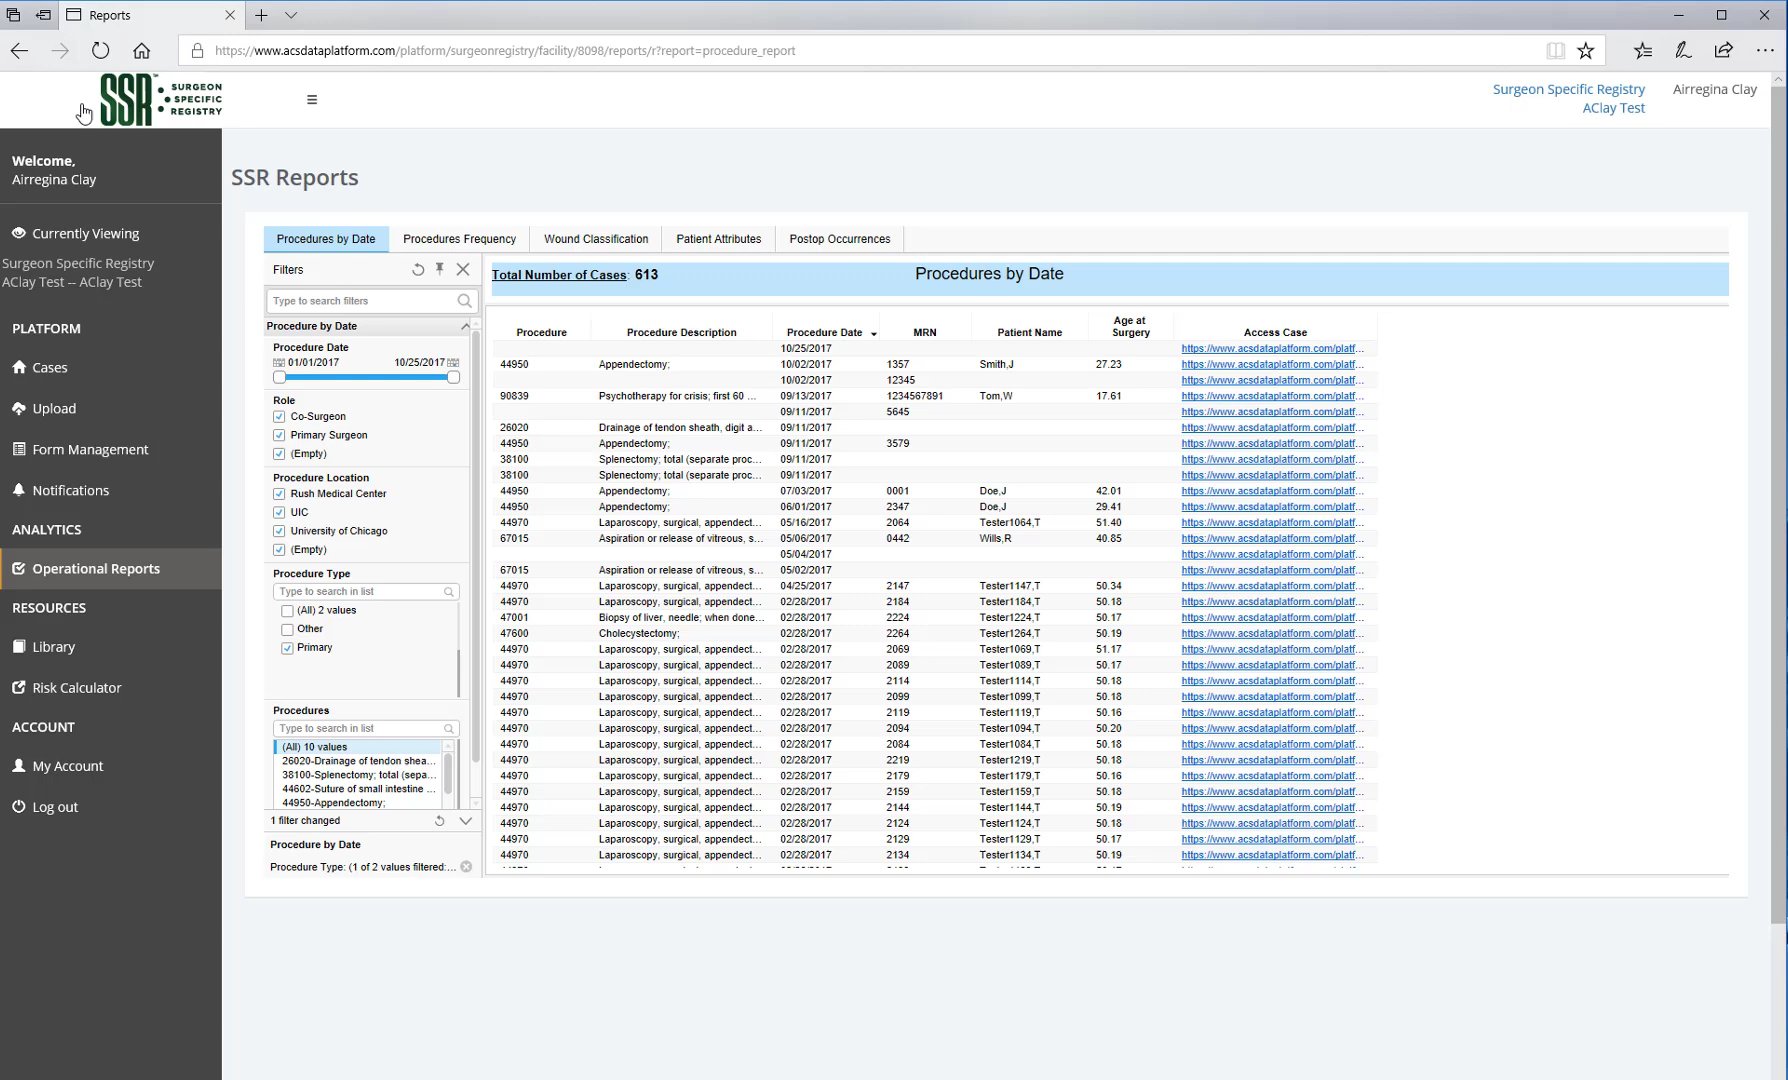 Reports
https://www.acsdataplatform.com/platform/surgeonregistry/facility/8098/reports/r?report=procedure_report
SSR SURGEON SPECIFIC REGISTRY
Surgeon Specific Registry
AClay Test
Airregina Clay
Welcome,
Airregina Clay
Currently Viewing
Surgeon Specific Registry
AClay Test -- AClay Test
PLATFORM
Cases
Upload
Form Management
Notifications
ANALYTICS
Operational Reports
RESOURCES
Library
Risk Calculator
ACCOUNT
My Account
Log out
SSR Reports
Procedures by Date Procedures Frequency Wound Classification Patient Attributes Postop Occurrences
Filters
Type to search filters
Procedure by Date
Procedure Date
01/01/2017 10/25/2017
Role
Co-Surgeon
Primary Surgeon
(Empty)
Procedure Location
Rush Medical Center
UIC
University of Chicago
(Empty)
Procedure Type
Type to search in list
(All) 2 values
Other
Primary
Procedures
Type to search in list
(All) 10 values
26020-Drainage of tendon shea...
38100-Splenectomy; total (sepa...
44602-Suture of small intestine ...
44950-Appendectomy;
1 filter changed
Procedure by Date
Procedure Type: (1 of 2 values filtered:...
Total Number of Cases: 613 Procedures by Date
Procedure Procedure Description Procedure Date MRN Patient Name Age at Surgery Access Case
10/25/2017 https://www.acsdataplatform.com/platf...
44950 Appendectomy; 10/02/2017 1357 Smith,J 27.23 https://www.acsdataplatform.com/platf...
10/02/2017 12345 https://www.acsdataplatform.com/platf...
90839 Psychotherapy for crisis; first 60 ... 09/13/2017 1234567891 Tom,W 17.61 https://www.acsdataplatform.com/platf...
09/11/2017 5645 https://www.acsdataplatform.com/platf...
26020 Drainage of tendon sheath, digit a... 09/11/2017 https://www.acsdataplatform.com/platf...
44950 Appendectomy; 09/11/2017 3579 https://www.acsdataplatform.com/platf...
38100 Splenectomy; total (separate proc... 09/11/2017 https://www.acsdataplatform.com/platf...
38100 Splenectomy; total (separate proc... 09/11/2017 https://www.acsdataplatform.com/platf...
44950 Appendectomy; 07/03/2017 0001 Doe,J 42.01 https://www.acsdataplatform.com/platf...
44950 Appendectomy; 06/01/2017 2347 Doe,J 29.41 https://www.acsdataplatform.com/platf...
44970 Laparoscopy, surgical, appendect... 05/16/2017 2064 Tester1064,T 51.40 https://www.acsdataplatform.com/platf...
67015 Aspiration or release of vitreous, s... 05/06/2017 0442 Wills,R 40.85 https://www.acsdataplatform.com/platf...
05/04/2017 https://www.acsdataplatform.com/platf...
67015 Aspiration or release of vitreous, s... 05/02/2017 https://www.acsdataplatform.com/platf...
44970 Laparoscopy, surgical, appendect... 04/25/2017 2147 Tester1147,T 50.34 https://www.acsdataplatform.com/platf...
44970 Laparoscopy, surgical, appendect... 02/28/2017 2184 Tester1184,T 50.18 https://www.acsdataplatform.com/platf...
47001 Biopsy of liver, needle; when done... 02/28/2017 2224 Tester1224,T 50.17 https://www.acsdataplatform.com/platf...
47600 Cholecystectomy; 02/28/2017 2264 Tester1264,T 50.19 https://www.acsdataplatform.com/platf...
44970 Laparoscopy, surgical, appendect... 02/28/2017 2069 Tester1069,T 51.17 https://www.acsdataplatform.com/platf...
44970 Laparoscopy, surgical, appendect... 02/28/2017 2089 Tester1089,T 50.17 https://www.acsdataplatform.com/platf...
44970 Laparoscopy, surgical, appendect... 02/28/2017 2114 Tester1114,T 50.18 https://www.acsdataplatform.com/platf...
44970 Laparoscopy, surgical, appendect... 02/28/2017 2099 Tester1099,T 50.18 https://www.acsdataplatform.com/platf...
44970 Laparoscopy, surgical, appendect... 02/28/2017 2119 Tester1119,T 50.16 https://www.acsdataplatform.com/platf...
44970 Laparoscopy, surgical, appendect... 02/28/2017 2094 Tester1094,T 50.20 https://www.acsdataplatform.com/platf...
44970 Laparoscopy, surgical, appendect... 02/28/2017 2084 Tester1084,T 50.18 https://www.acsdataplatform.com/platf...
44970 Laparoscopy, surgical, appendect... 02/28/2017 2219 Tester1219,T 50.18 https://www.acsdataplatform.com/platf...
44970 Laparoscopy, surgical, appendect... 02/28/2017 2179 Tester1179,T 50.16 https://www.acsdataplatform.com/platf...
44970 Laparoscopy, surgical, appendect... 02/28/2017 2159 Tester1159,T 50.18 https://www.acsdataplatform.com/platf...
44970 Laparoscopy, surgical, appendect... 02/28/2017 2144 Tester1144,T 50.19 https://www.acsdataplatform.com/platf...
44970 Laparoscopy, surgical, appendect... 02/28/2017 2124 Tester1124,T 50.18 https://www.acsdataplatform.com/platf...
44970 Laparoscopy, surgical, appendect... 02/28/2017 2129 Tester1129,T 50.17 https://www.acsdataplatform.com/platf...
44970 Laparoscopy, surgical, appendect... 02/28/2017 2134 Tester1134,T 50.19 https://www.acsdataplatform.com/platf...